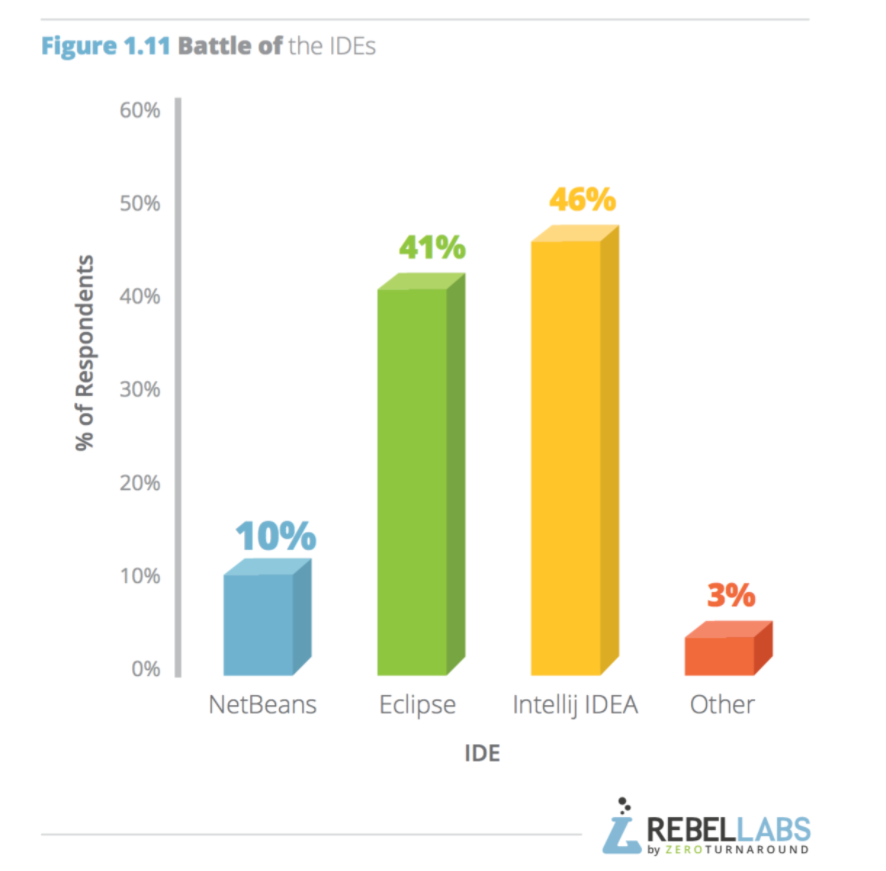 Figure 1.11 Battle of the IDEs
60%
50%
40%
30%
20%
10%
0%
% of Respondents
10%
41%
46%
3%
NetBeans
Eclipse
Intellij IDEA
Other
IDE
REBELLABS
by ZEROTURNAROUND